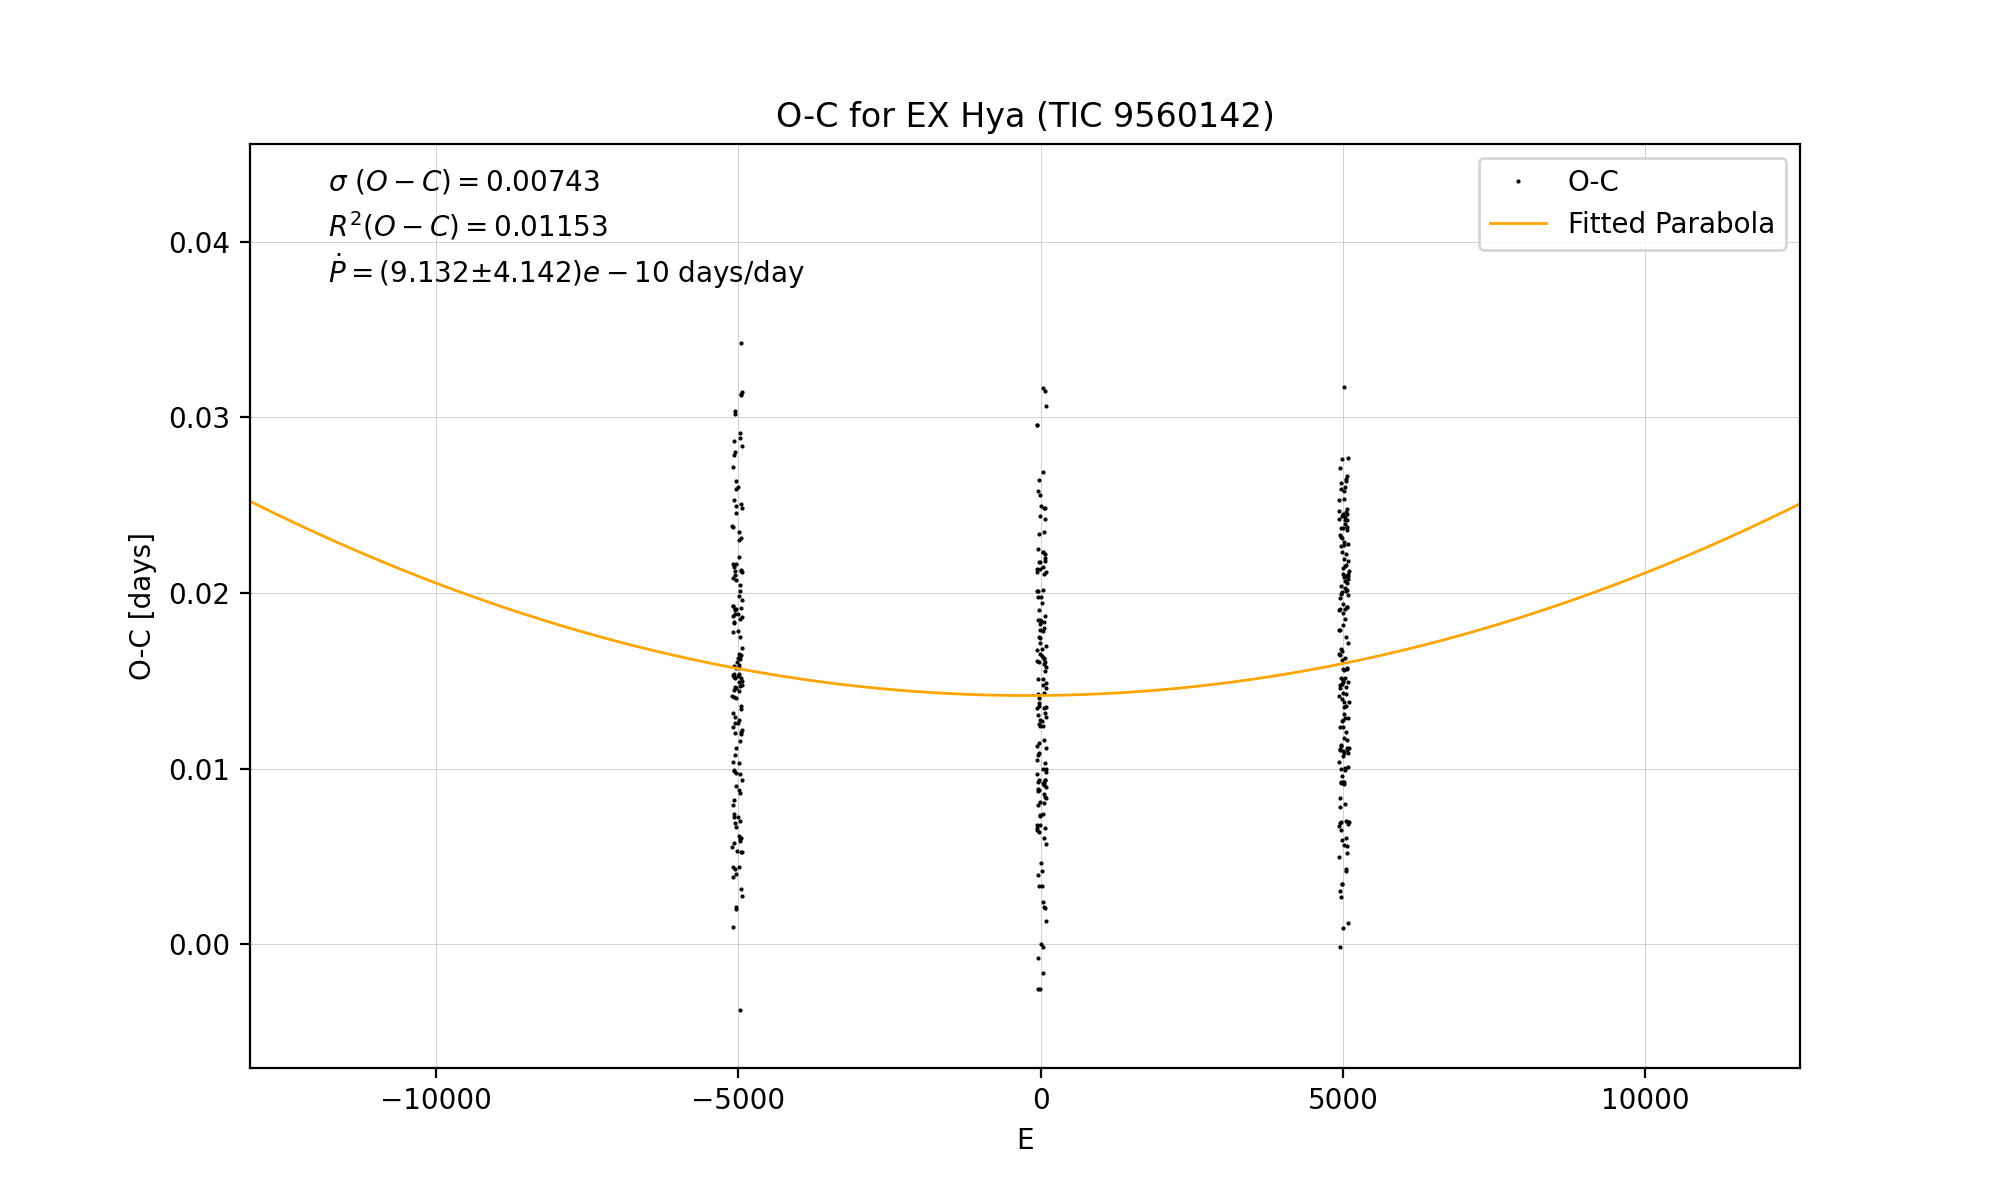 O-C for EX Hya (TIC 9560142)
σ (O − C) = 0.00743
R²(O − C) = 0.01153
Ṗ = (9.132±4.142)e − 10 days/day
O-C
Fitted Parabola
O-C [days]
0.04
0.03
0.02
0.01
0.00
−10000
−5000
0
5000
10000
E